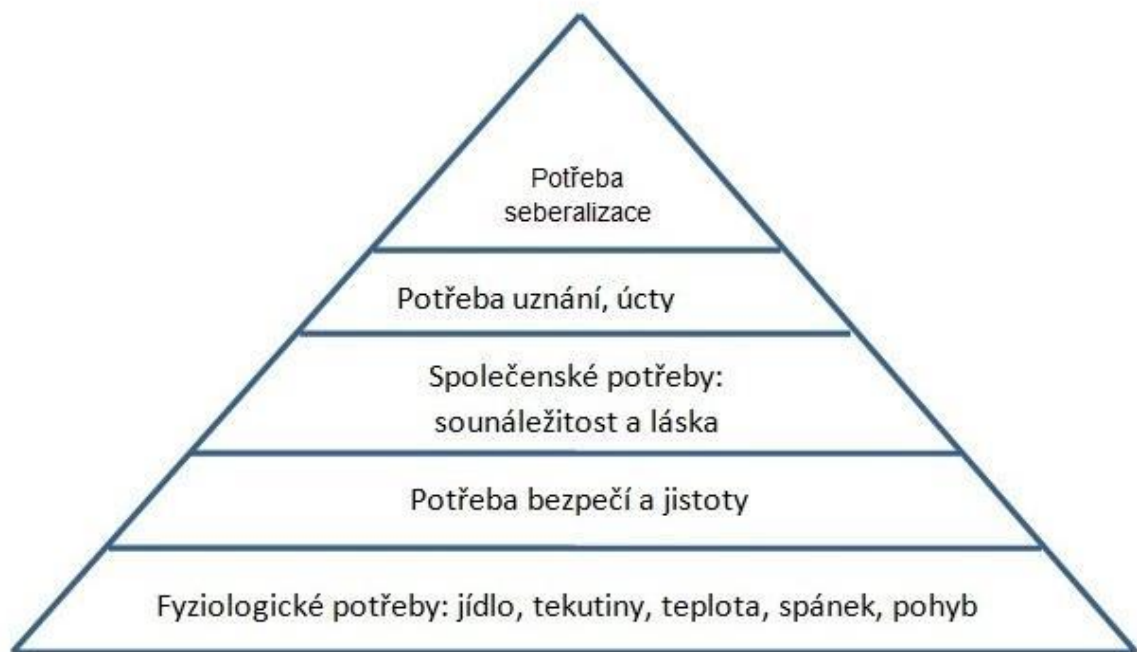 Potřeba
seberalizace
Potřeba uznání, úcty
Společenské potřeby:
sounáležitost a láska
Potřeba bezpečí a jistoty
Fyziologické potřeby: jídlo, tekutiny, teplota, spánek, pohyb